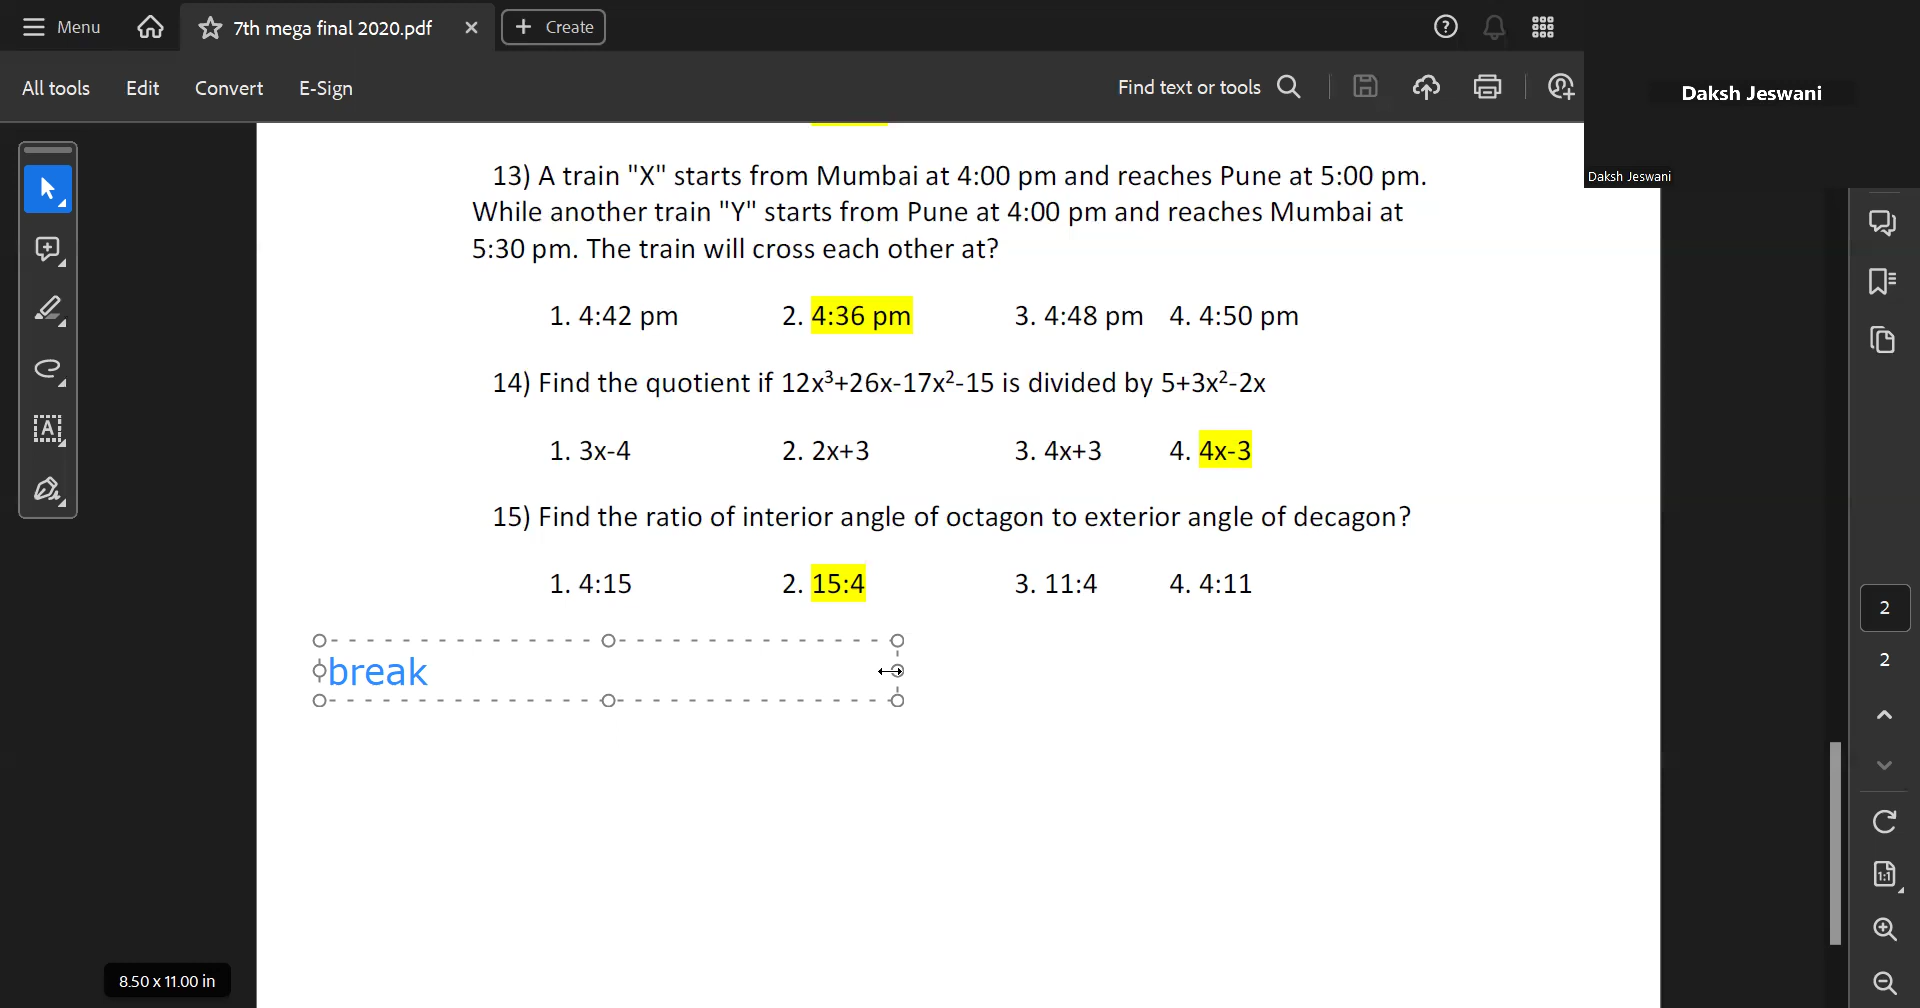 Menu
7th mega final 2020.pdf
Create
All tools
Edit
Convert
E-Sign
Find text or tools
Daksh Jeswani
Daksh Jeswani
13) A train "X" starts from Mumbai at 4:00 pm and reaches Pune at 5:00 pm.
While another train "Y" starts from Pune at 4:00 pm and reaches Mumbai at
5:30 pm. The train will cross each other at?
1. 4:42 pm 2. 4:36 pm 3. 4:48 pm 4. 4:50 pm
14) Find the quotient if 12x³+26x-17x²-15 is divided by 5+3x²-2x
1. 3x-4 2. 2x+3 3. 4x+3 4. 4x-3
15) Find the ratio of interior angle of octagon to exterior angle of decagon?
1. 4:15 2. 15:4 3. 11:4 4. 4:11
break
2
2
1:1
8.50 x 11.00 in